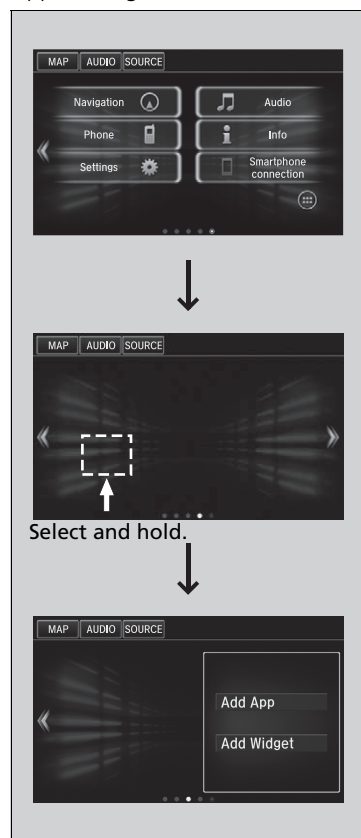 MAP AUDIO SOURCE
Navigation Audio
Phone Info
Settings Smartphone
connection
MAP AUDIO SOURCE
Select and hold.
MAP AUDIO SOURCE
Add App
Add Widget